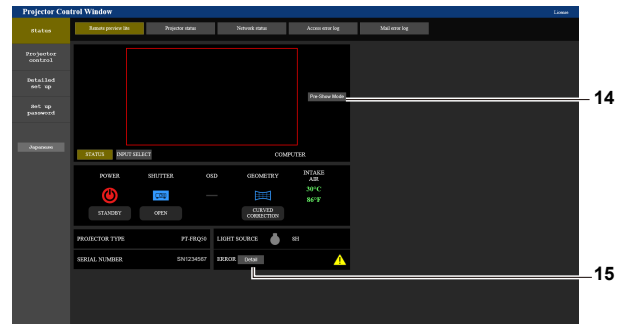 Projector Control Window
License
Status
Remote preview lite
Projector status
Network status
Access error log
Mail error log
Projector
control
Detailed
set up
Set up
password
Japanese
Pre-Show Mode
14
STATUS
INPUT SELECT
COMPUTER
POWER
SHUTTER
OSD
GEOMETRY
INTAKE
AIR
30°C
86°F
STANDBY
OPEN
CURVED
CORRECTION
PROJECTOR TYPE
PT-FRQ50
LIGHT SOURCE
8H
SERIAL NUMBER
SN1234567
ERROR
Detail
15